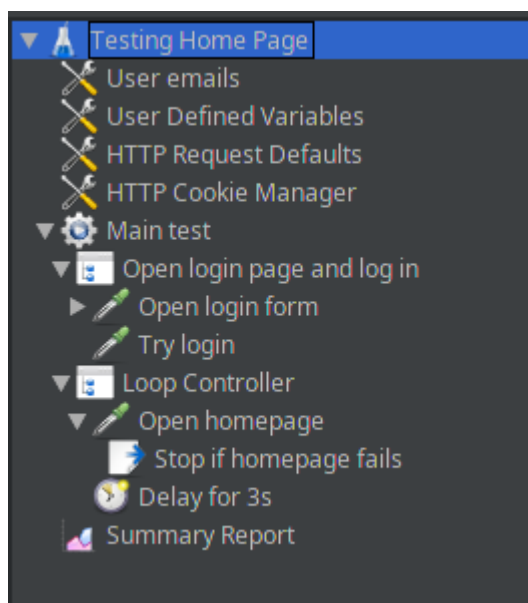 Testing Home Page
User emails
User Defined Variables
HTTP Request Defaults
HTTP Cookie Manager
Main test
Open login page and log in
Open login form
Try login
Loop Controller
Open homepage
Stop if homepage fails
Delay for 3s
Summary Report